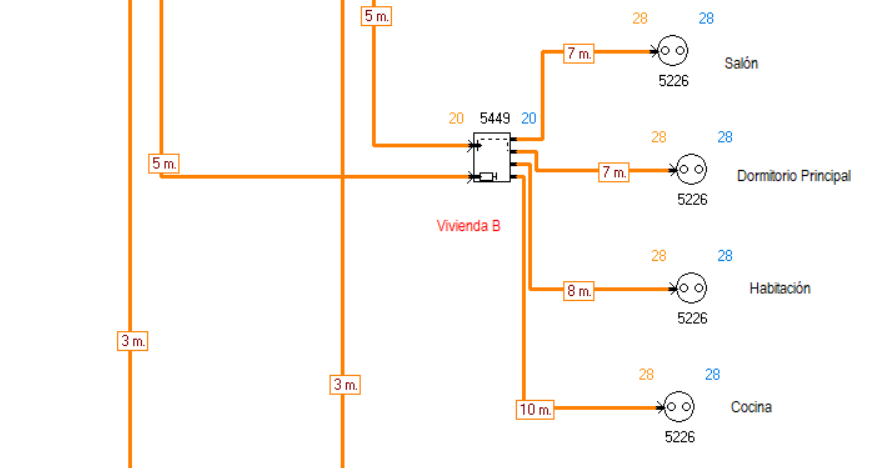 5 m.
28 28
7 m.
Salón
5226
20 5449 20
28 28
5 m.
7 m.
Dormitorio Principal
5226
Vivienda B
28 28
8 m.
Habitación
5226
3 m.
3 m.
28 28
10 m.
Cocina
5226